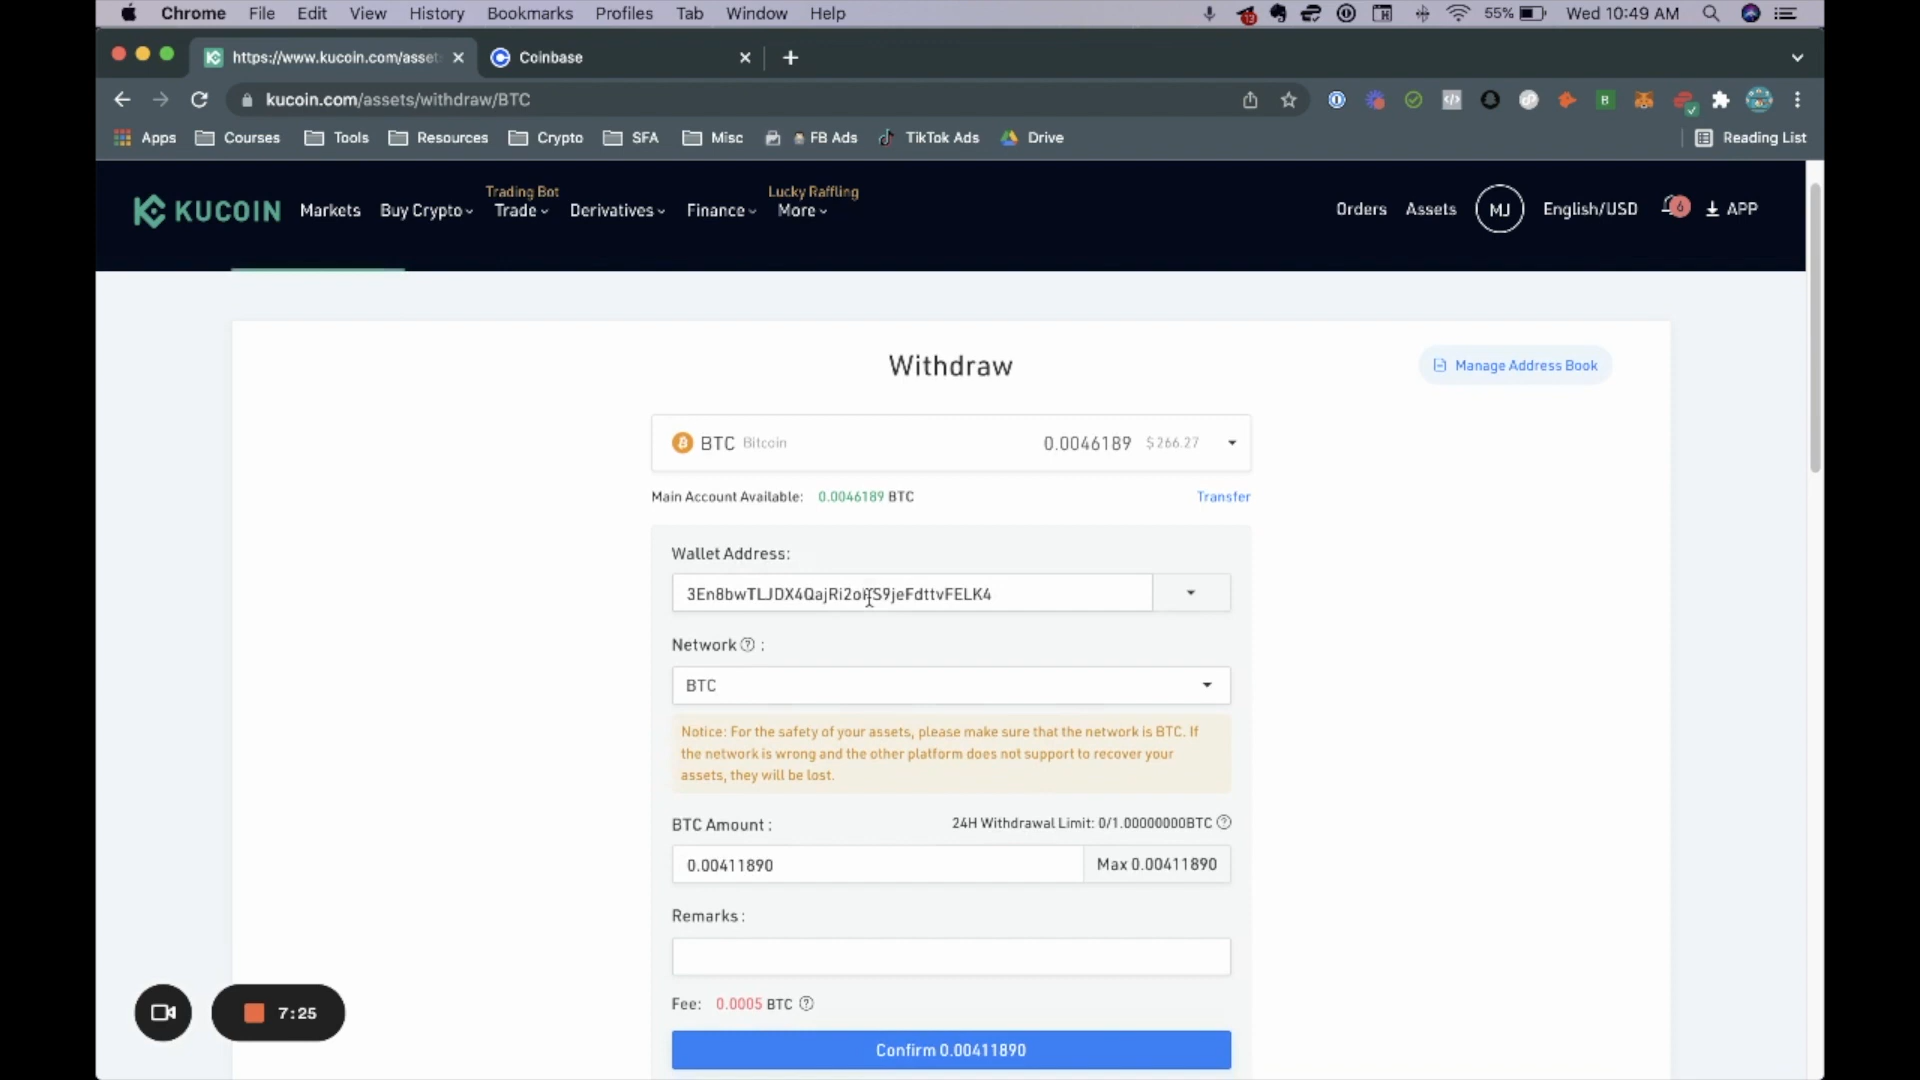 Chrome File Edit View History Bookmarks Profiles Tab Window Help 55% Wed 10:49 AM
https://www.kucoin.com/asset Coinbase
kucoin.com/assets/withdraw/BTC
Apps Courses Tools Resources Crypto SFA Misc FB Ads TikTok Ads Drive Reading List
Trading Bot Lucky Raffling
KUCOIN Markets Buy Crypto Trade Derivatives Finance More Orders Assets MJ English/USD 6 APP
Withdraw
Manage Address Book
BTC Bitcoin 0.0046189 $266.27
Main Account Available: 0.0046189 BTC Transfer
Wallet Address:
Network ? :
BTC
Notice: For the safety of your assets, please make sure that the network is BTC. If
the network is wrong and the other platform does not support to recover your
assets, they will be lost.
BTC Amount : 24H Withdrawal Limit: 0/1.00000000BTC ?
0.00411890 Max 0.00411890
Remarks :
Fee: 0.0005 BTC ?
7:25
Confirm 0.00411890